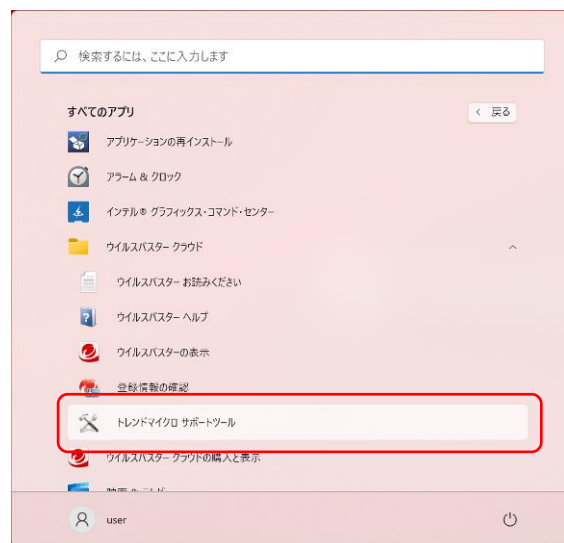 検索するには、ここに入力します
すべてのアプリ
< 戻る
アプリケーションの再インストール
アラーム & クロック
インテル® グラフィックス・コマンド・センター
ウイルスバスター クラウド
ウイルスバスター お読みください
ウイルスバスター ヘルプ
ウイルスバスターの表示
登録情報の確認
トレンドマイクロ サポートツール
ウイルスバスター クラウドの購入と表示
user